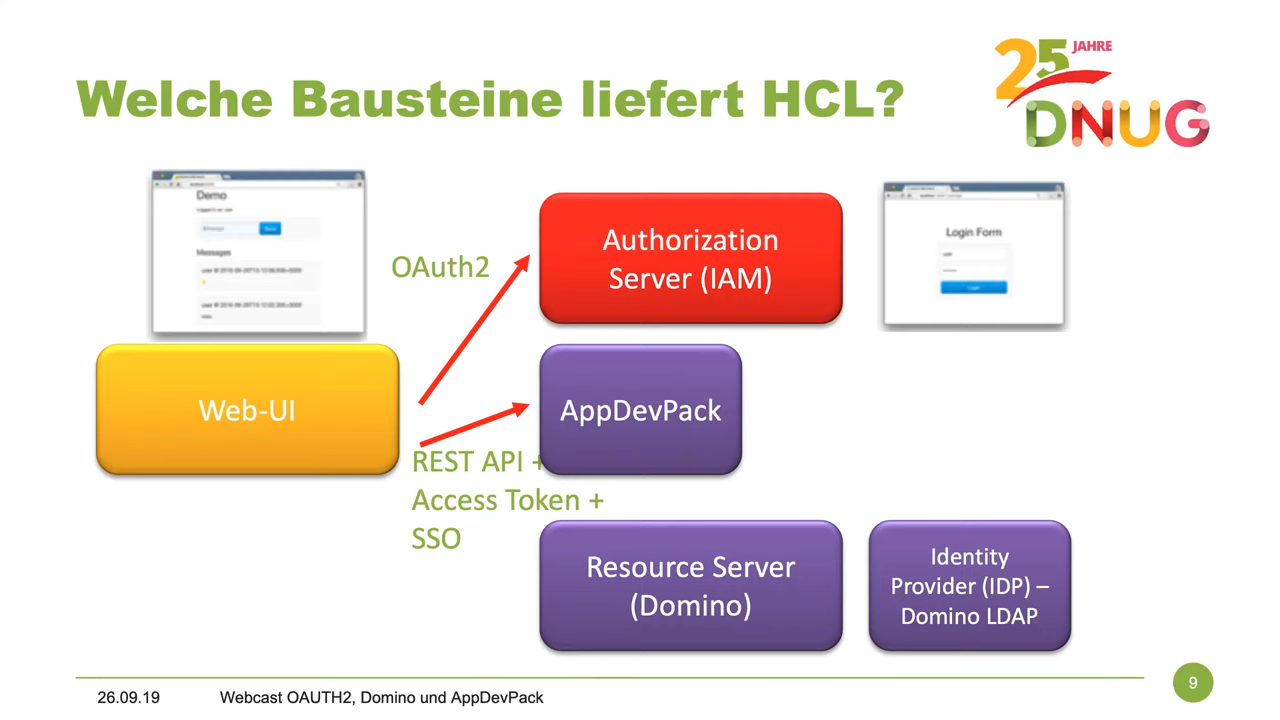 Welche Bausteine liefert HCL?
25 JAHRE
DNUG
Demo
Messages
Login Form
Login
OAuth2
Authorization
Server (IAM)
Web-UI
AppDevPack
REST API +
Access Token +
SSO
Resource Server
(Domino)
Identity
Provider (IDP) –
Domino LDAP
26.09.19
Webcast OAUTH2, Domino und AppDevPack
9